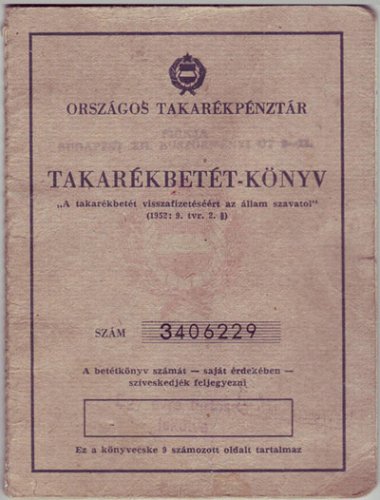 ORSZÁGOS TAKARÉKPÉNZTÁR
TAKARÉKBETÉT-KÖNYV
„A takarékbetét visszafizetéséért az állam szavatol”
(1952: 9. tvr. 2. §)
SZÁM 3406229
A betétkönyv számát — saját érdekében —
szíveskedjék feljegyezni
Ez a könyvecske 9 számozott oldalt tartalmaz